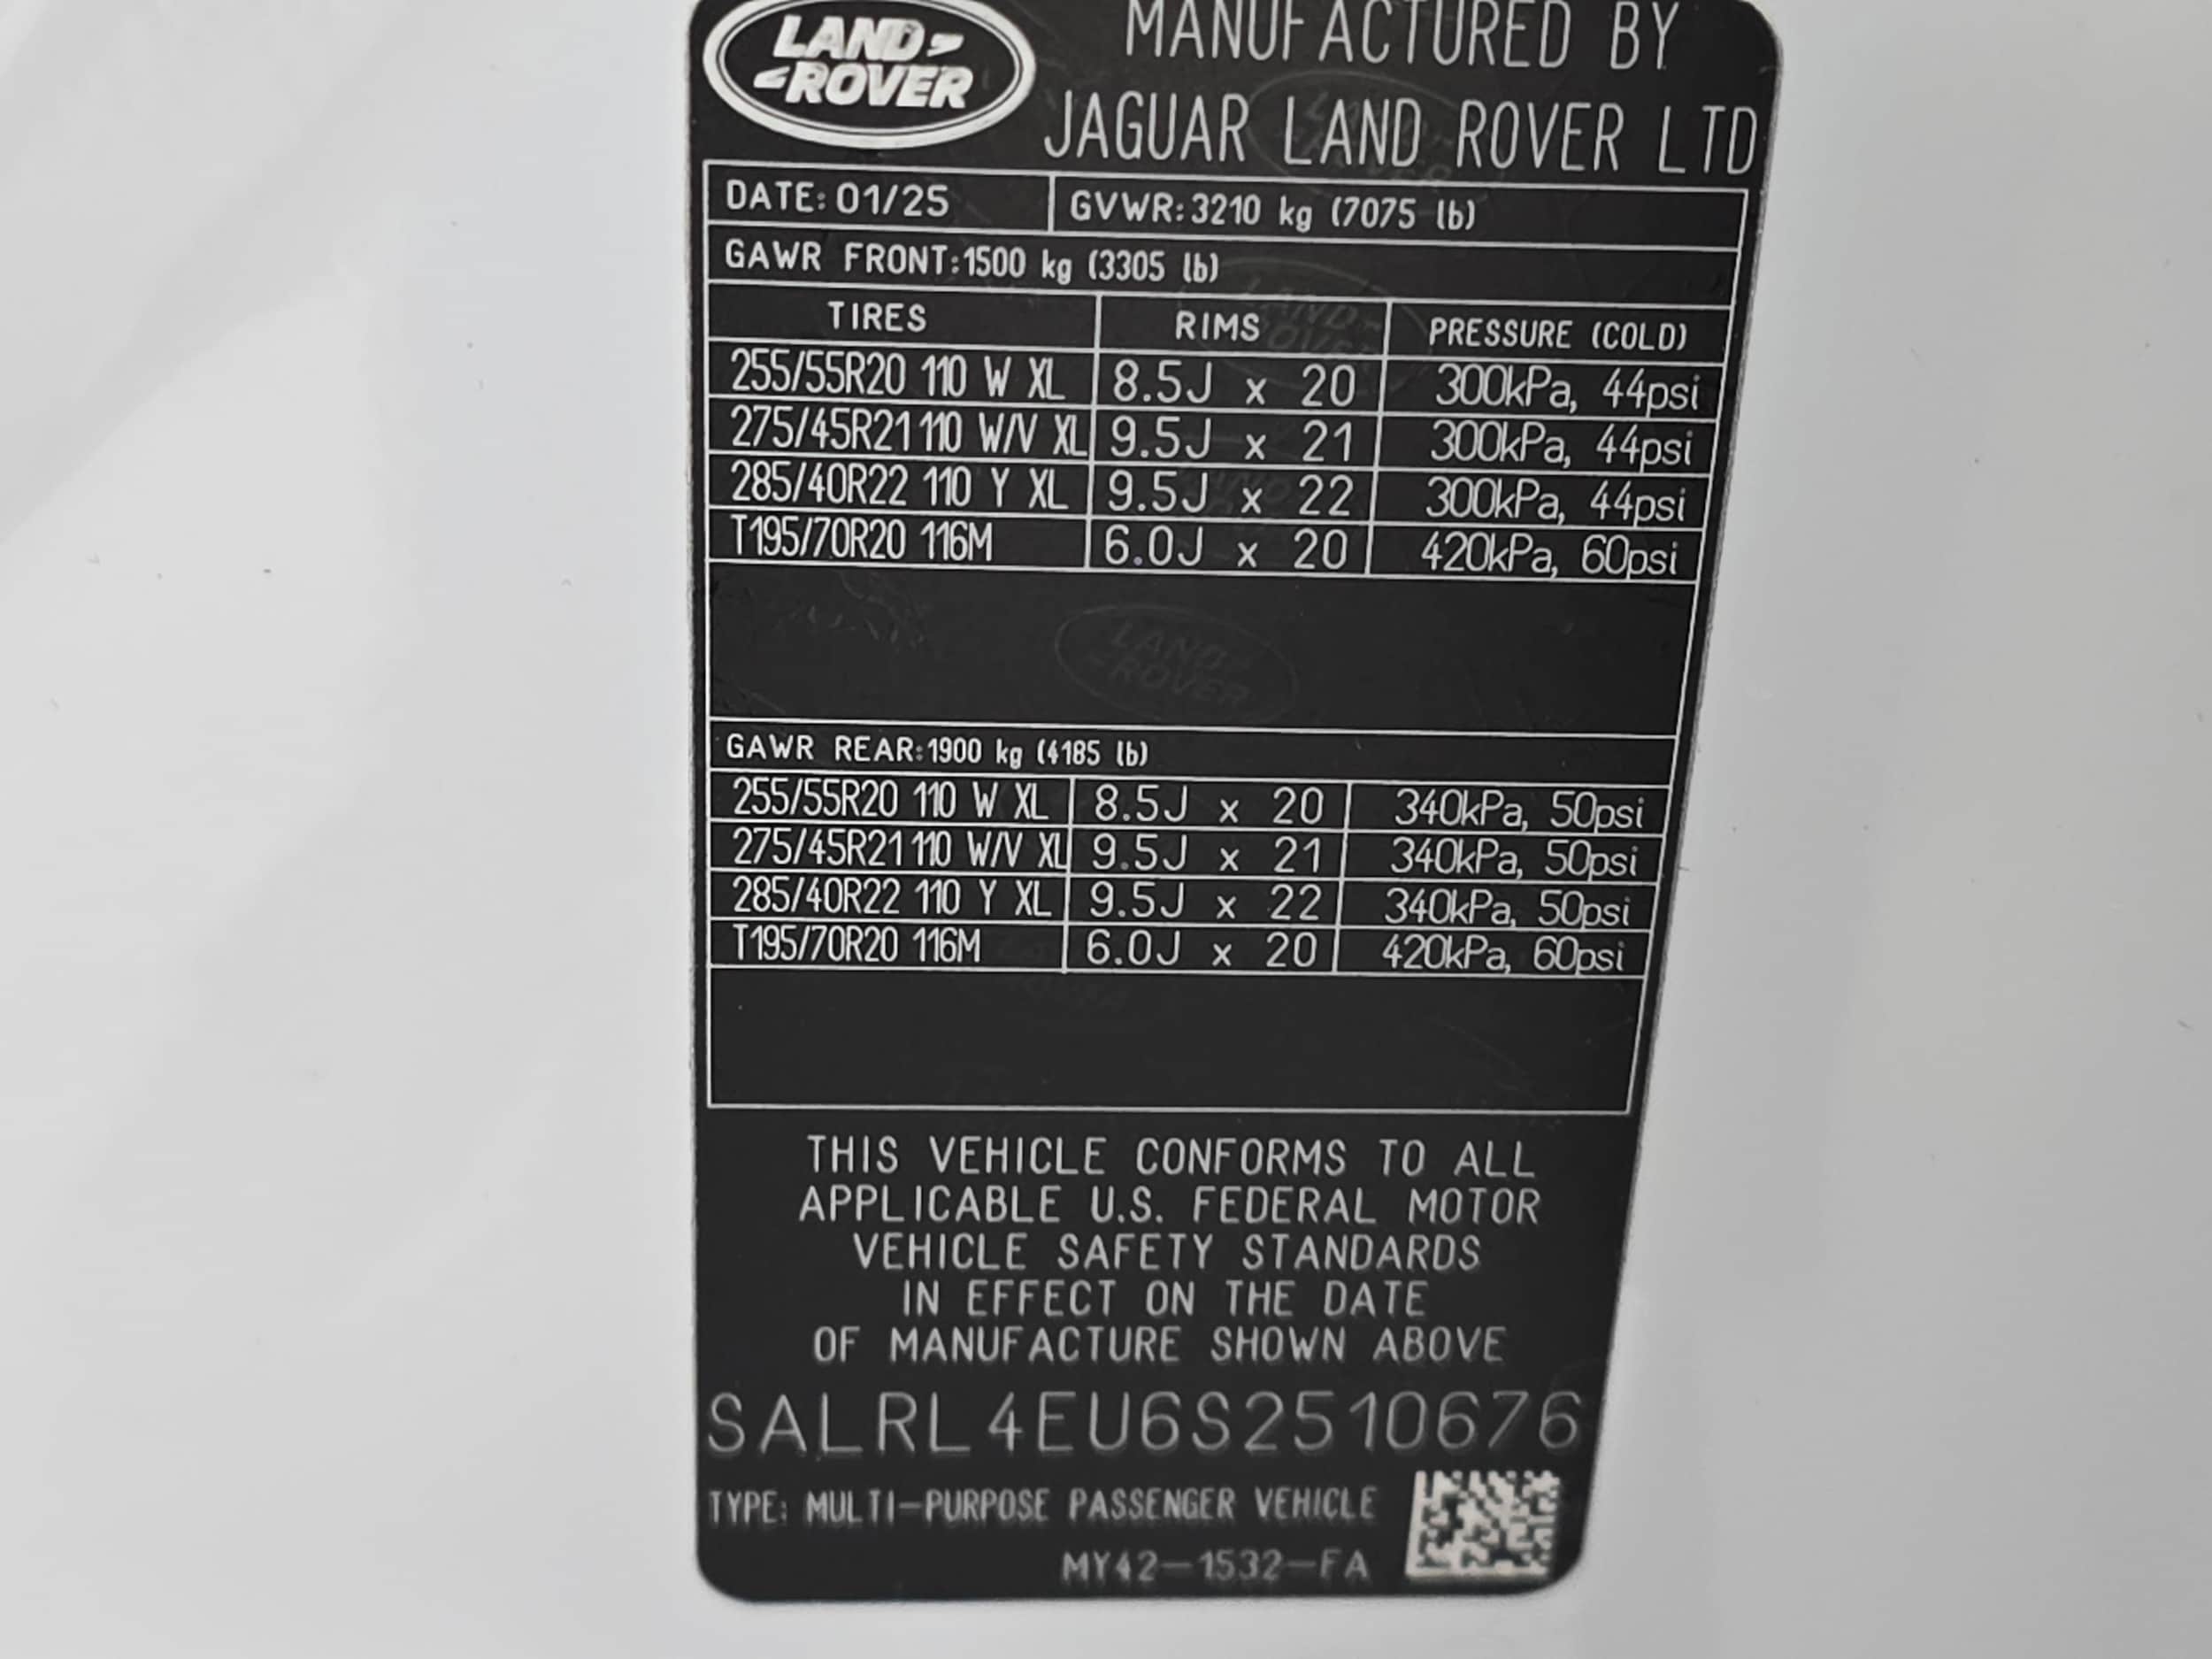 LAND
ROVER
MANUFACTURED BY
JAGUAR LAND ROVER LTD
DATE: 01/25 GVWR: 3210 kg (7075 lb)
GAWR FRONT: 1500 kg (3305 lb)
TIRES RIMS PRESSURE (COLD)
255/55R20 110 W XL 8.5J x 20 300kPa, 44psi
275/45R21 110 W/V XL 9.5J x 21 300kPa, 44psi
285/40R22 110 Y XL 9.5J x 22 300kPa, 44psi
T195/70R20 116M 6.0J x 20 420kPa, 60psi
LAND
ROVER
GAWR REAR: 1900 kg (4185 lb)
255/55R20 110 W XL 8.5J x 20 340kPa, 50psi
275/45R21 110 W/V XL 9.5J x 21 340kPa, 50psi
285/40R22 110 Y XL 9.5J x 22 340kPa, 50psi
T195/70R20 116M 6.0J x 20 420kPa, 60psi
THIS VEHICLE CONFORMS TO ALL
APPLICABLE U.S. FEDERAL MOTOR
VEHICLE SAFETY STANDARDS
IN EFFECT ON THE DATE
OF MANUFACTURE SHOWN ABOVE
SALRL4EU6S2510676
TYPE: MULTI-PURPOSE PASSENGER VEHICLE
MY42-1532-FA